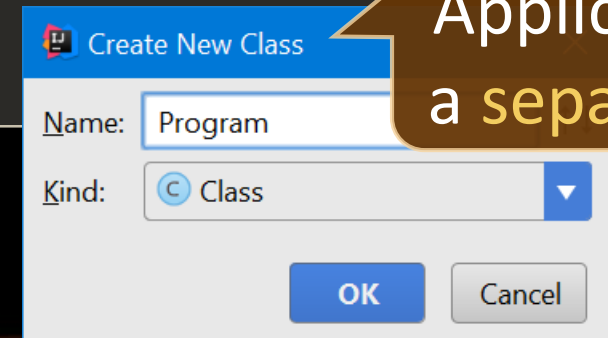 Create New Class
a
Name: Program
Kind: C Class
OK Cancel